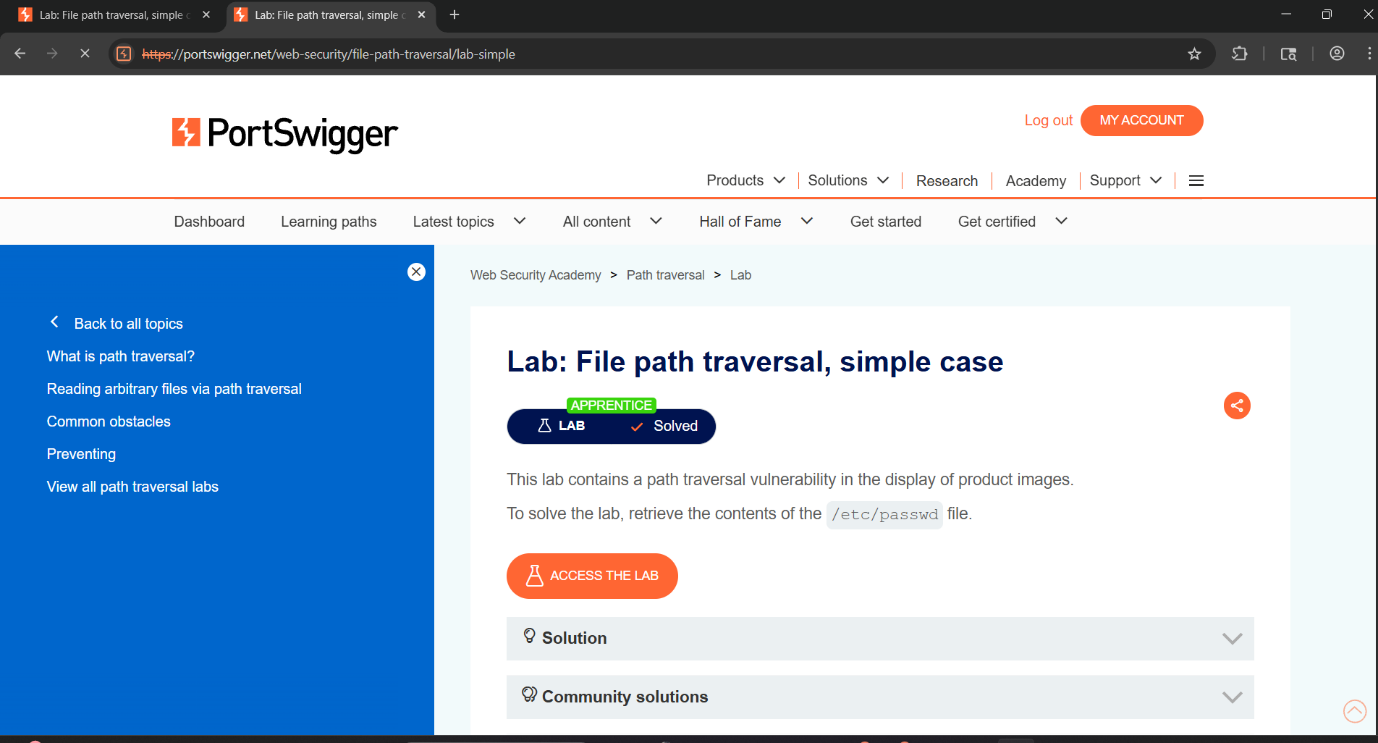 Lab: File path traversal, simple c
Lab: File path traversal, simple c
https://portswigger.net/web-security/file-path-traversal/lab-simple
PortSwigger
Log out
MY ACCOUNT
Products
Solutions
Research
Academy
Support
Dashboard
Learning paths
Latest topics
All content
Hall of Fame
Get started
Get certified
Back to all topics
What is path traversal?
Reading arbitrary files via path traversal
Common obstacles
Preventing
View all path traversal labs
Web Security Academy > Path traversal > Lab
Lab: File path traversal, simple case
APPRENTICE
LAB
Solved
This lab contains a path traversal vulnerability in the display of product images.
To solve the lab, retrieve the contents of the /etc/passwd file.
ACCESS THE LAB
Solution
Community solutions